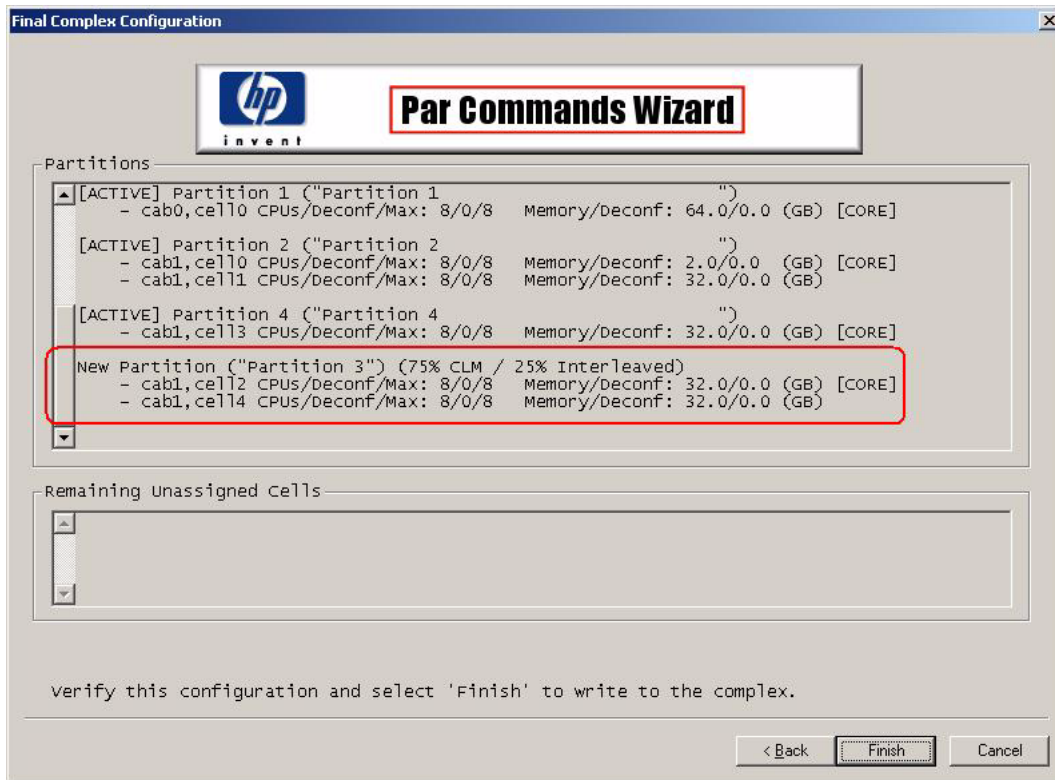 Final Complex Configuration
hp
invent
Par Commands Wizard
Partitions
[ACTIVE] Partition 1 ("Partition 1                    ")
- cab0,cell0 CPUs/Deconf/Max: 8/0/8   Memory/Deconf: 64.0/0.0 (GB) [CORE]
[ACTIVE] Partition 2 ("Partition 2                    ")
- cab1,cell0 CPUs/Deconf/Max: 8/0/8   Memory/Deconf: 2.0/0.0  (GB) [CORE]
- cab1,cell1 CPUs/Deconf/Max: 8/0/8   Memory/Deconf: 32.0/0.0 (GB)
[ACTIVE] Partition 4 ("Partition 4                    ")
- cab1,cell3 CPUs/Deconf/Max: 8/0/8   Memory/Deconf: 32.0/0.0 (GB) [CORE]
New Partition ("Partition 3") (75% CLM / 25% Interleaved)
- cab1,cell2 CPUs/Deconf/Max: 8/0/8   Memory/Deconf: 32.0/0.0 (GB) [CORE]
- cab1,cell4 CPUs/Deconf/Max: 8/0/8   Memory/Deconf: 32.0/0.0 (GB)
Remaining Unassigned Cells
Verify this configuration and select 'Finish' to write to the complex.
< Back
Finish
Cancel